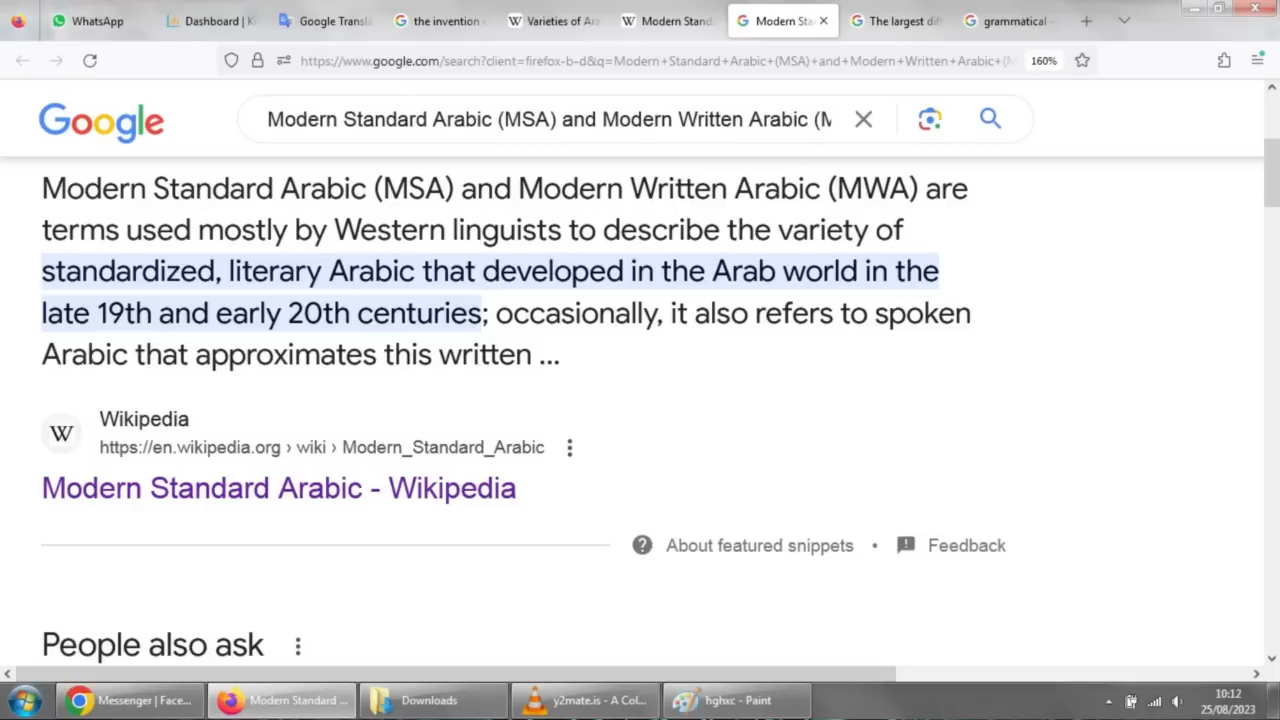 WhatsApp
Dashboard | K
Google Transla
the invention
Varieties of Ara
Modern Stand
Modern Sta
The largest dif
grammatical -
https://www.google.com/search?client=firefox-b-d&q=Modern+Standard+Arabic+(MSA)+and+Modern+Written+Arabic+(M
160%
Google
Modern Standard Arabic (MSA) and Modern Written Arabic (M
Modern Standard Arabic (MSA) and Modern Written Arabic (MWA) are
terms used mostly by Western linguists to describe the variety of
standardized, literary Arabic that developed in the Arab world in the
late 19th and early 20th centuries; occasionally, it also refers to spoken
Arabic that approximates this written ...
Wikipedia
https://en.wikipedia.org › wiki › Modern_Standard_Arabic
W
Modern Standard Arabic - Wikipedia
About featured snippets • Feedback
People also ask
Messenger | Face...
Modern Standard ...
Downloads
y2mate.is - A Col...
hghxc - Paint
10:12
25/08/2023